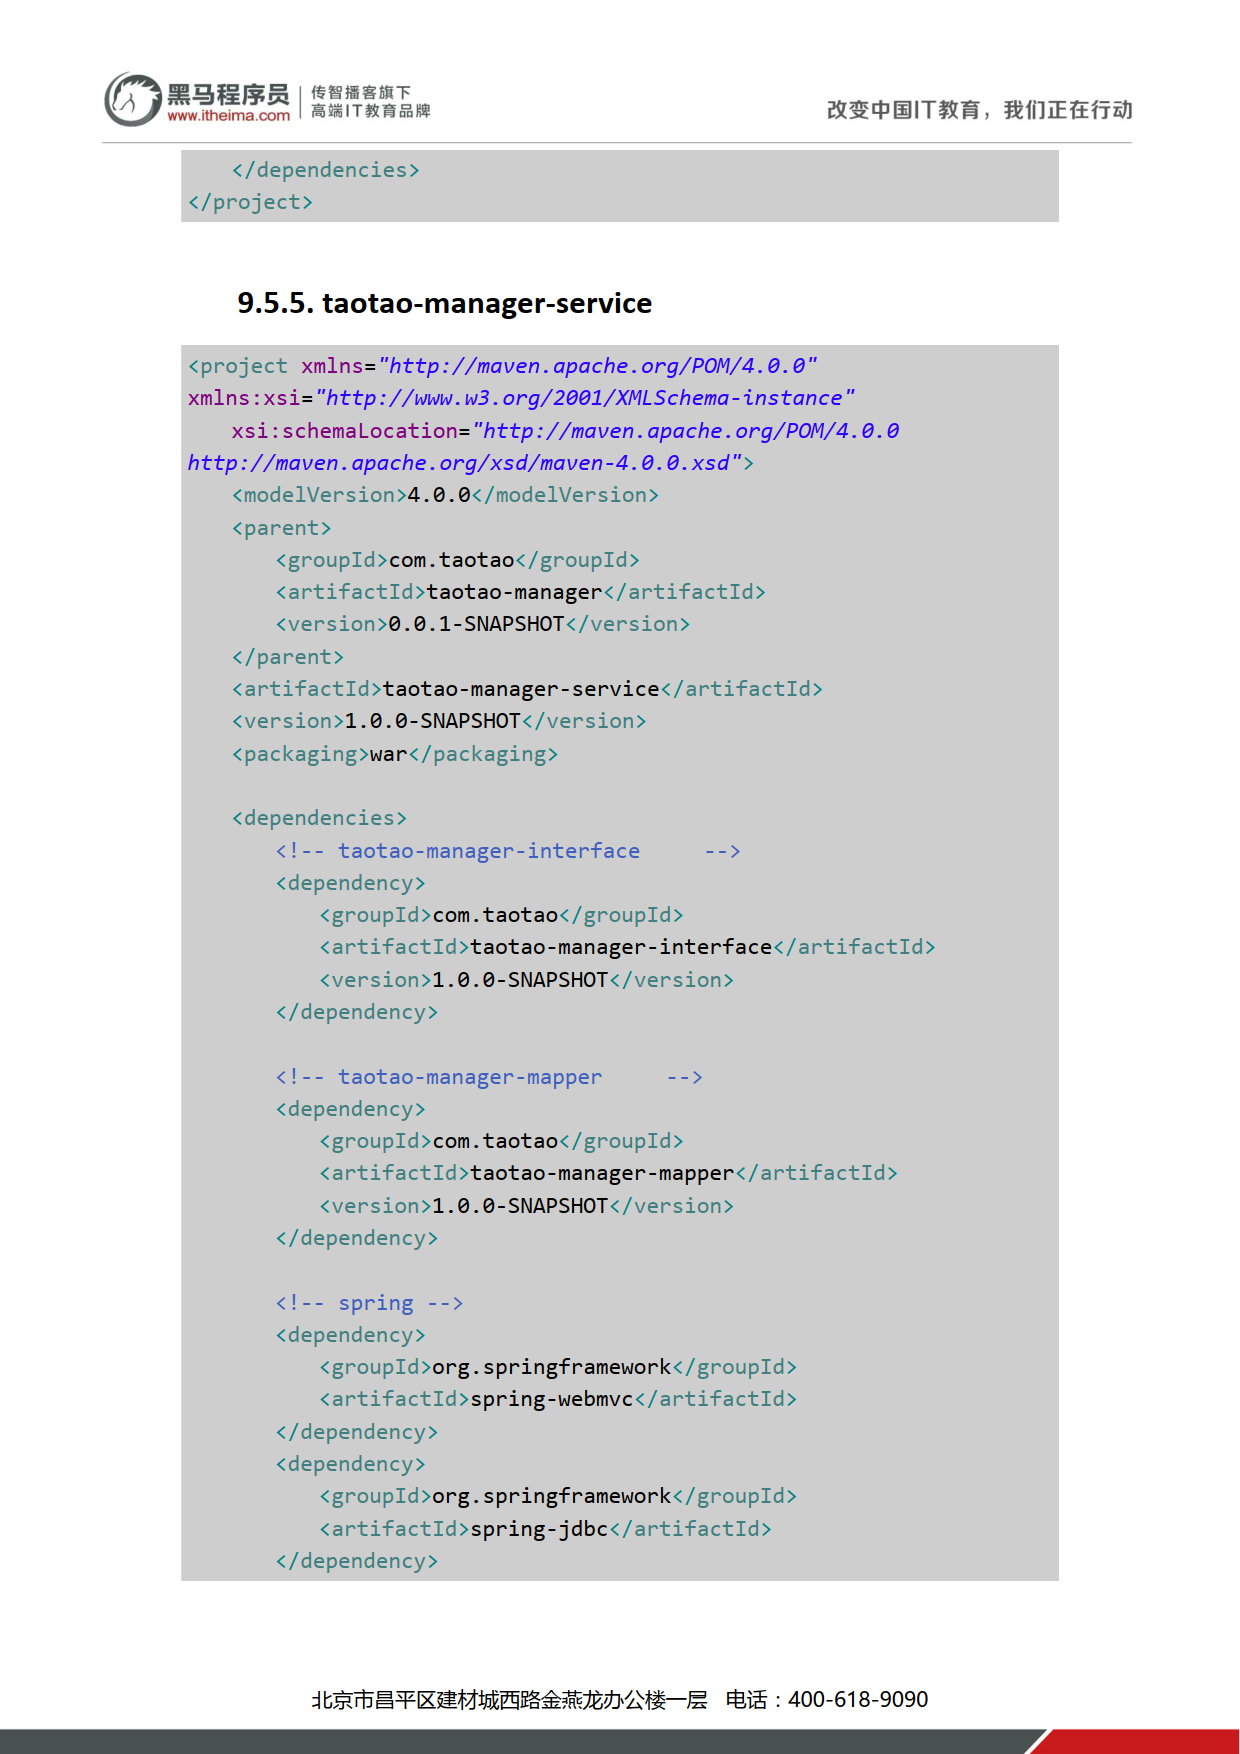 黑马程序员
www.itheima.com
传智播客旗下
高端IT教育品牌
改变中国IT教育，我们正在行动
</dependencies>
</project>
9.5.5. taotao-manager-service
<project xmlns="http://maven.apache.org/POM/4.0.0"
xmlns:xsi="http://www.w3.org/2001/XMLSchema-instance"
xsi:schemaLocation="http://maven.apache.org/POM/4.0.0
http://maven.apache.org/xsd/maven-4.0.0.xsd">
<modelVersion>4.0.0</modelVersion>
<parent>
<groupId>com.taotao</groupId>
<artifactId>taotao-manager</artifactId>
<version>0.0.1-SNAPSHOT</version>
</parent>
<artifactId>taotao-manager-service</artifactId>
<version>1.0.0-SNAPSHOT</version>
<packaging>war</packaging>
<dependencies>
<!-- taotao-manager-interface -->
<dependency>
<groupId>com.taotao</groupId>
<artifactId>taotao-manager-interface</artifactId>
<version>1.0.0-SNAPSHOT</version>
</dependency>
<!-- taotao-manager-mapper -->
<dependency>
<groupId>com.taotao</groupId>
<artifactId>taotao-manager-mapper</artifactId>
<version>1.0.0-SNAPSHOT</version>
</dependency>
<!-- spring -->
<dependency>
<groupId>org.springframework</groupId>
<artifactId>spring-webmvc</artifactId>
</dependency>
<dependency>
<groupId>org.springframework</groupId>
<artifactId>spring-jdbc</artifactId>
</dependency>
北京市昌平区建材城西路金燕龙办公楼一层 电话：400-618-9090